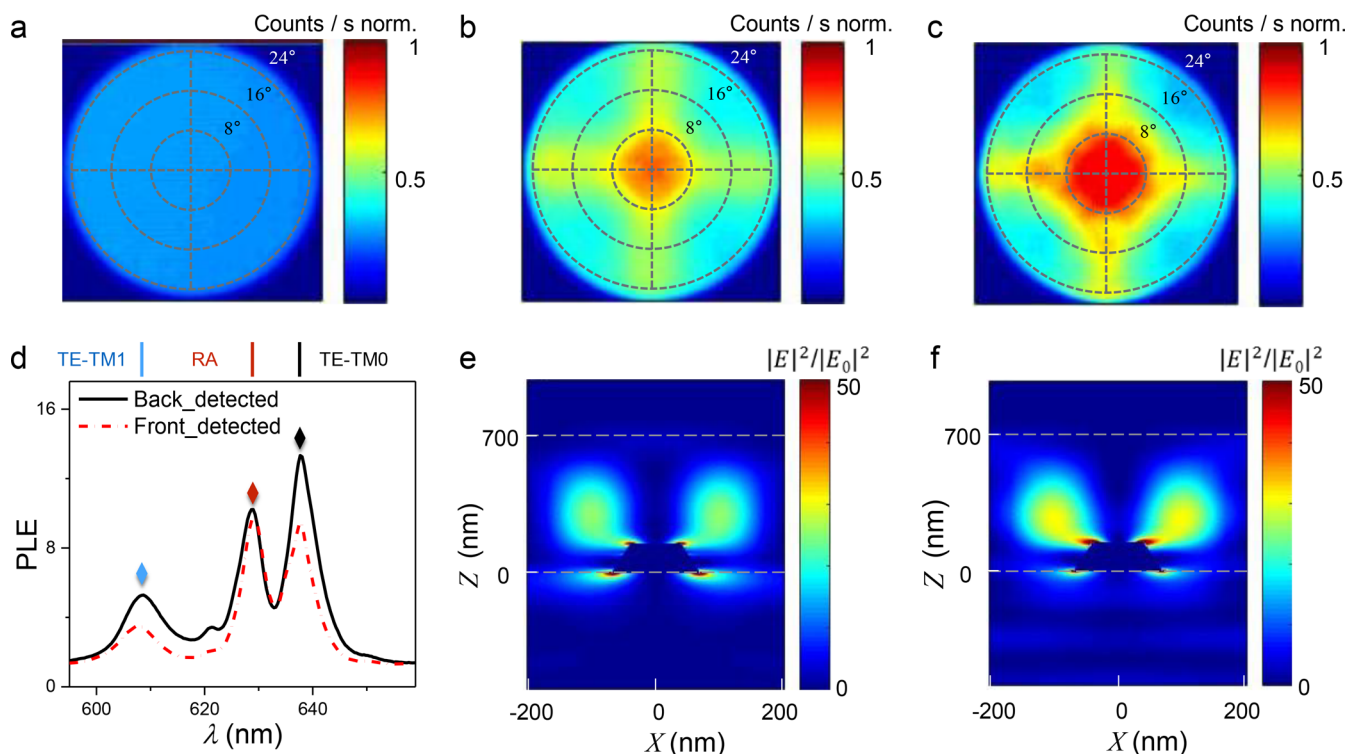 a
Counts / s norm.
24°
16°
8°
1
0.5
b
Counts / s norm.
24°
16°
8°
1
0.5
c
Counts / s norm.
24°
16°
8°
1
0.5
d
TE-TM1
RA
TE-TM0
Back_detected
Front_detected
16
8
0
PLE
600
620
640
λ (nm)
e
|E|²/|E₀|²
50
0
700
0
Z (nm)
-200
0
200
X (nm)
f
|E|²/|E₀|²
50
0
700
0
Z (nm)
-200
0
200
X (nm)